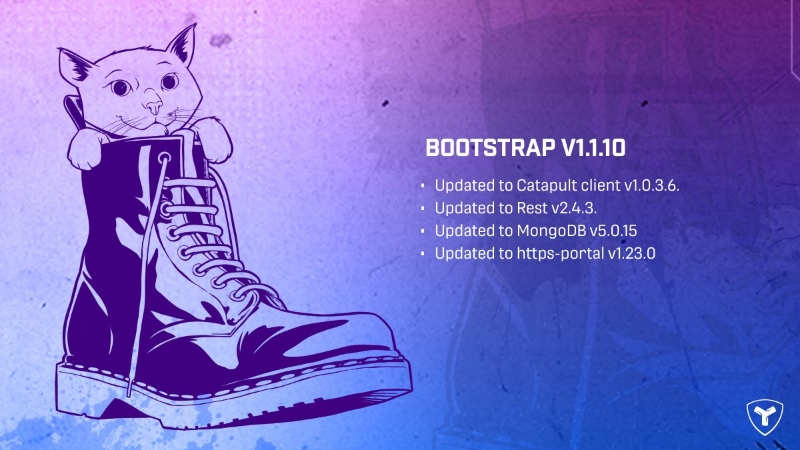 BOOTSTRAP V1.1.10
• Updated to Catapult client v1.0.3.6.
• Updated to Rest v2.4.3.
• Updated to MongoDB v5.0.15
• Updated to https-portal v1.23.0